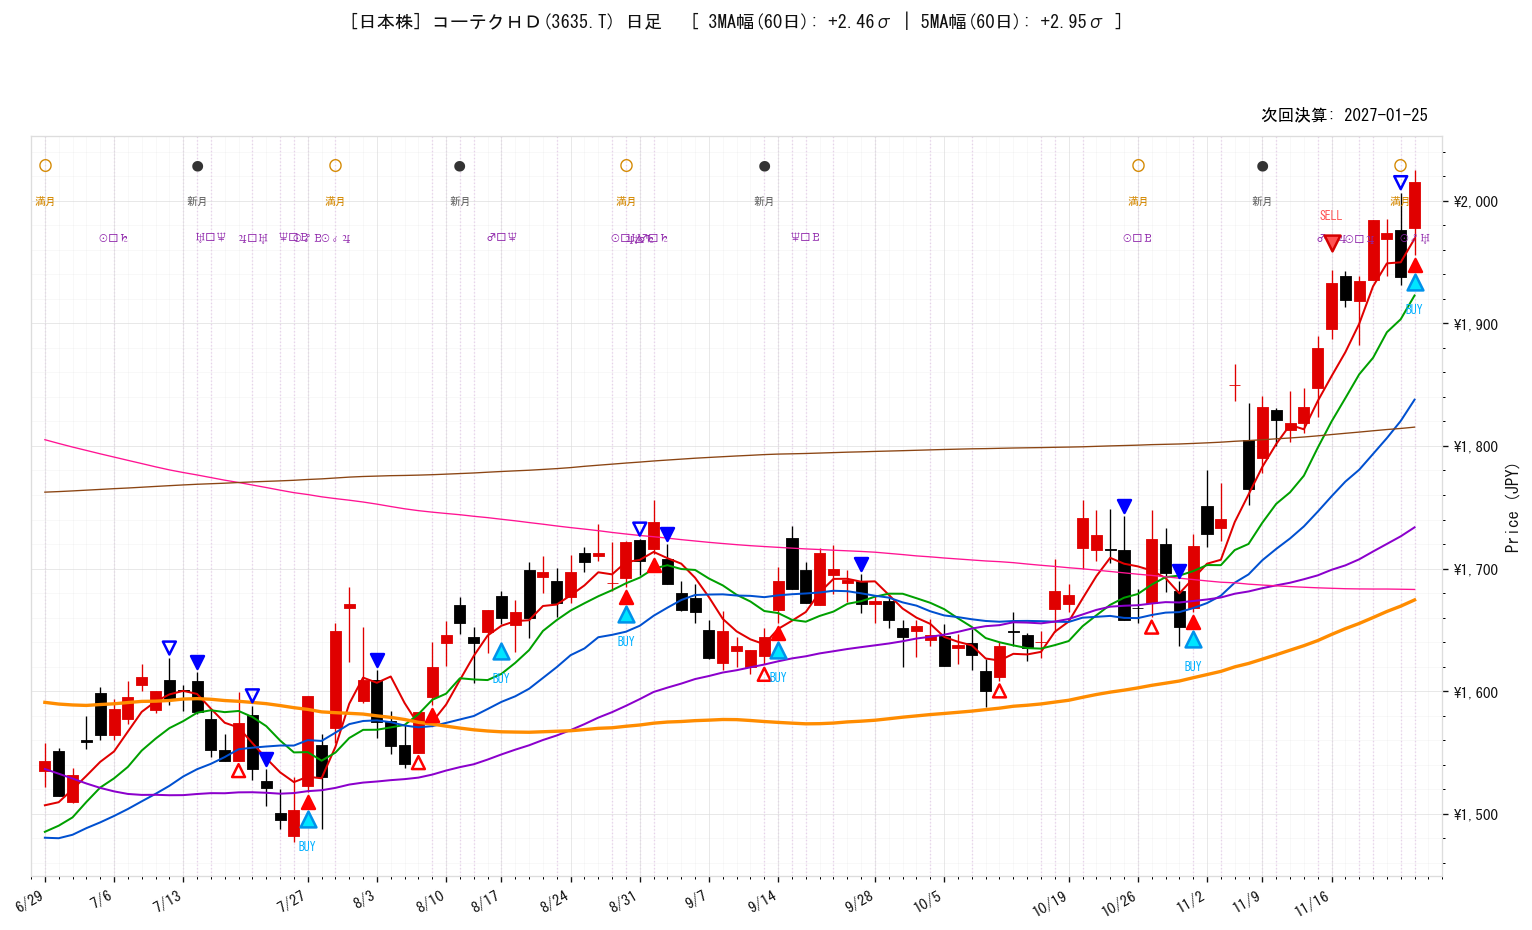 [日本株] コーテクHD(3635.T) 日足  [ 3MA幅(60日): +2.46σ | 5MA幅(60日): +2.95σ ]
次回決算: 2027-01-25
満月 新月 満月 新月 満月 新月 満月 新月 満月
☉□♄ ♅□♆ ♃□♅ ♂□♆ ♆□♇ ☉□♇
SELL
BUY
BUY
BUY
BUY
BUY
BUY
¥2,000
¥1,900
¥1,800
¥1,700
¥1,600
¥1,500
Price (JPY)
6/29 7/6 7/13 7/27 8/3 8/10 8/17 8/24 8/31 9/7 9/14 9/28 10/5 10/19 10/26 11/2 11/9 11/16